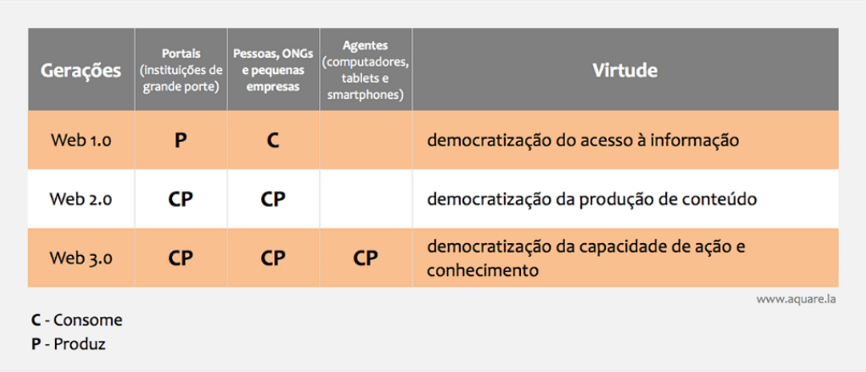 Gerações
Portais
(instituições de
grande porte)
Pessoas, ONGs
e pequenas
empresas
Agentes
(computadores,
tablets e
smartphones)
Virtude
Web 1.0 P C democratização do acesso à informação
Web 2.0 CP CP democratização da produção de conteúdo
Web 3.0 CP CP CP democratização da capacidade de ação e
conhecimento
www.aquare.la
C - Consome
P - Produz